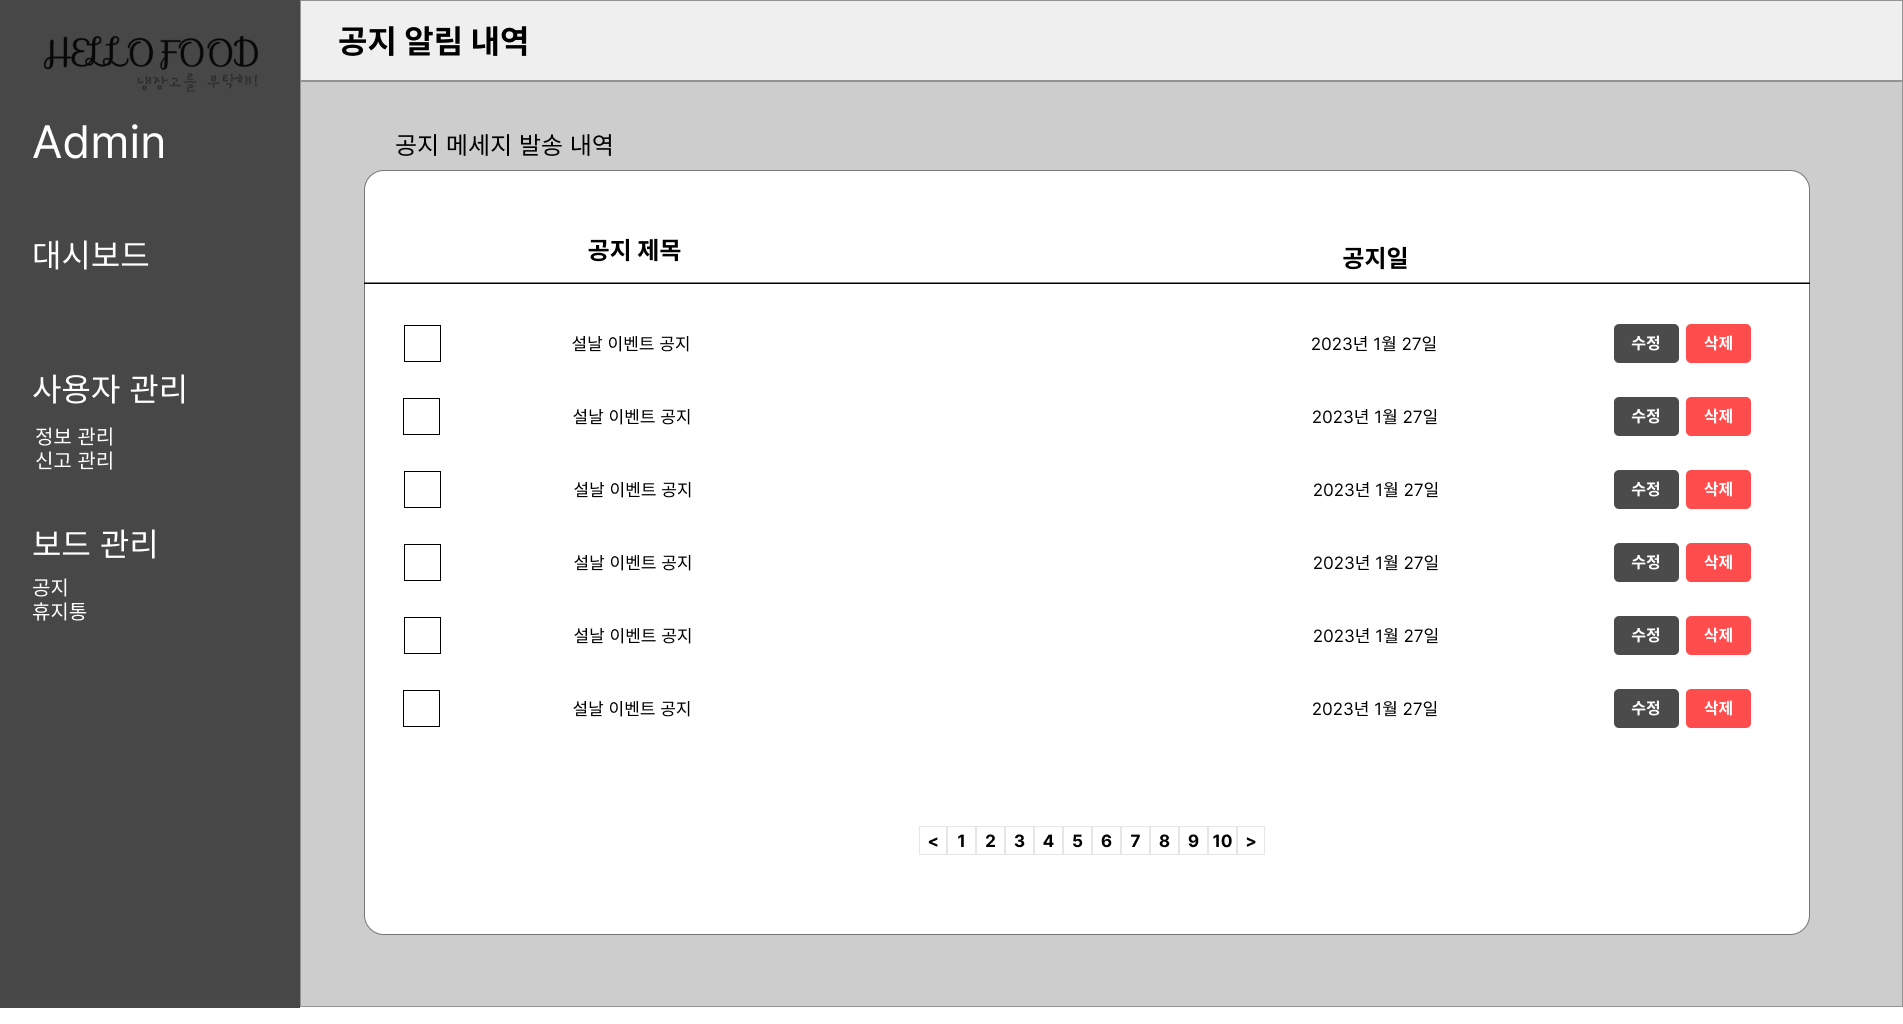 HELLO FOOD
냉장고를 부탁해!
Admin
대시보드
사용자 관리
정보 관리
신고 관리
보드 관리
공지
휴지통
공지 알림 내역
공지 메세지 발송 내역
공지 제목 공지일
설날 이벤트 공지 2023년 1월 27일 수정 삭제
설날 이벤트 공지 2023년 1월 27일 수정 삭제
설날 이벤트 공지 2023년 1월 27일 수정 삭제
설날 이벤트 공지 2023년 1월 27일 수정 삭제
설날 이벤트 공지 2023년 1월 27일 수정 삭제
설날 이벤트 공지 2023년 1월 27일 수정 삭제
< 1 2 3 4 5 6 7 8 9 10 >